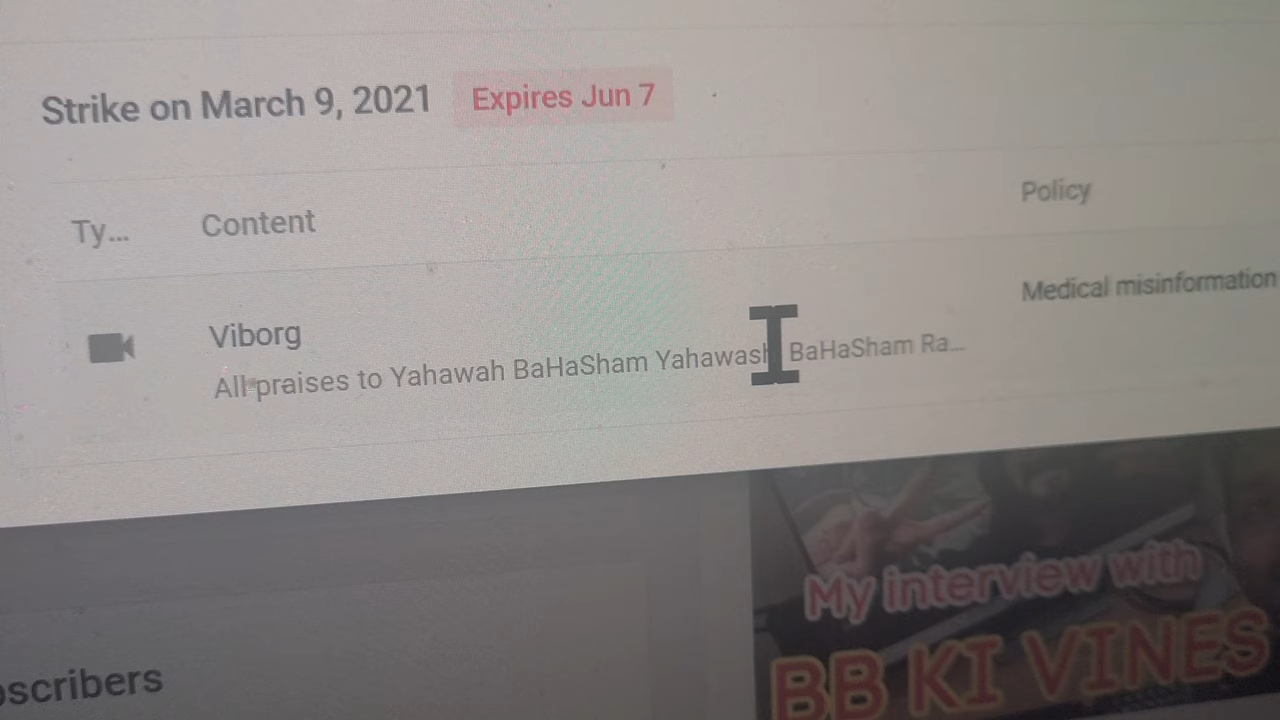 Strike on March 9, 2021 Expires Jun 7
Ty... Content Policy
Viborg Medical misinformation
All praises to Yahawah BaHaSham Yahawash BaHaSham Ra...
My interview with
BB KI VINES
bscribers